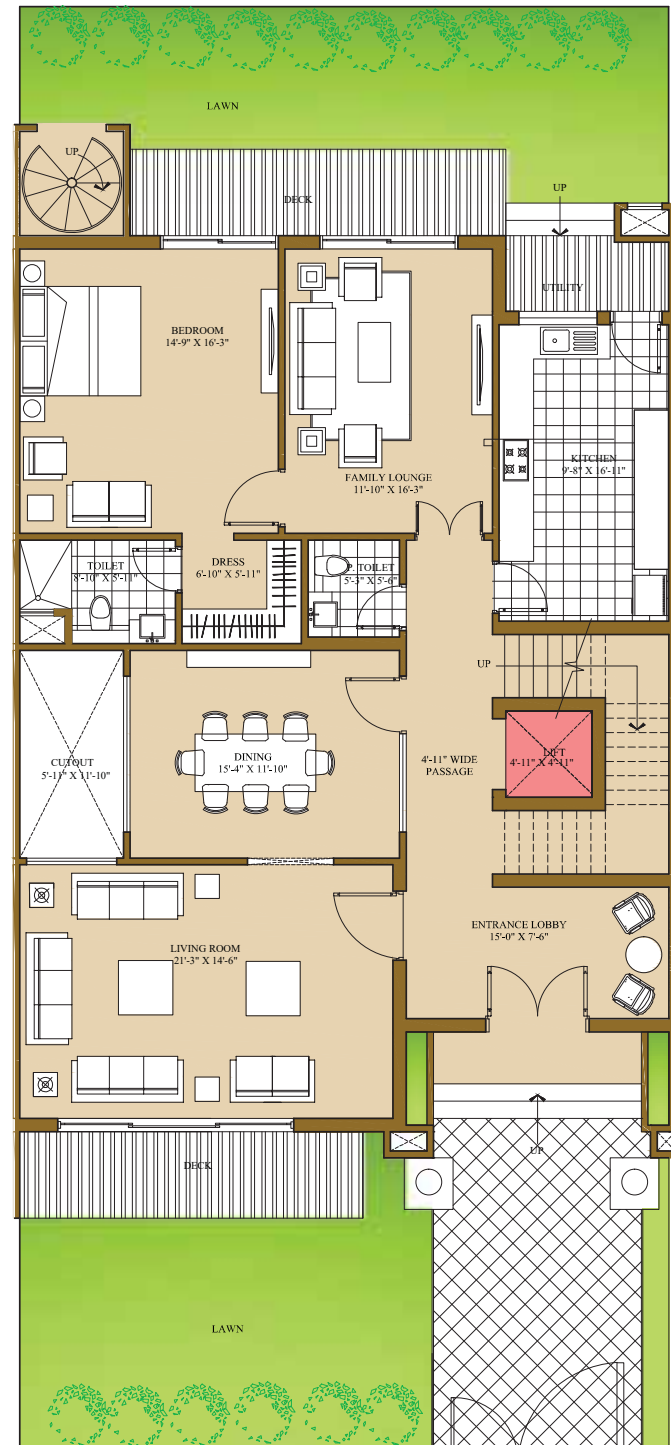 LAWN
UP
DECK
UP
UTILITY
BEDROOM
14'-9" X 16'-3"
FAMILY LOUNGE
11'-10" X 16'-3"
KITCHEN
9'-8" X 16'-11"
TOILET
8'-10" X 5'-11"
DRESS
6'-10" X 5'-11"
P. TOILET
5'-3" X 5'-6"
UP
CUTOUT
5'-11" X 11'-10"
DINING
15'-4" X 11'-10"
4'-11" WIDE
PASSAGE
LIFT
4'-11" X 4'-11"
LIVING ROOM
21'-3" X 14'-6"
ENTRANCE LOBBY
15'-0" X 7'-6"
UP
DECK
LAWN